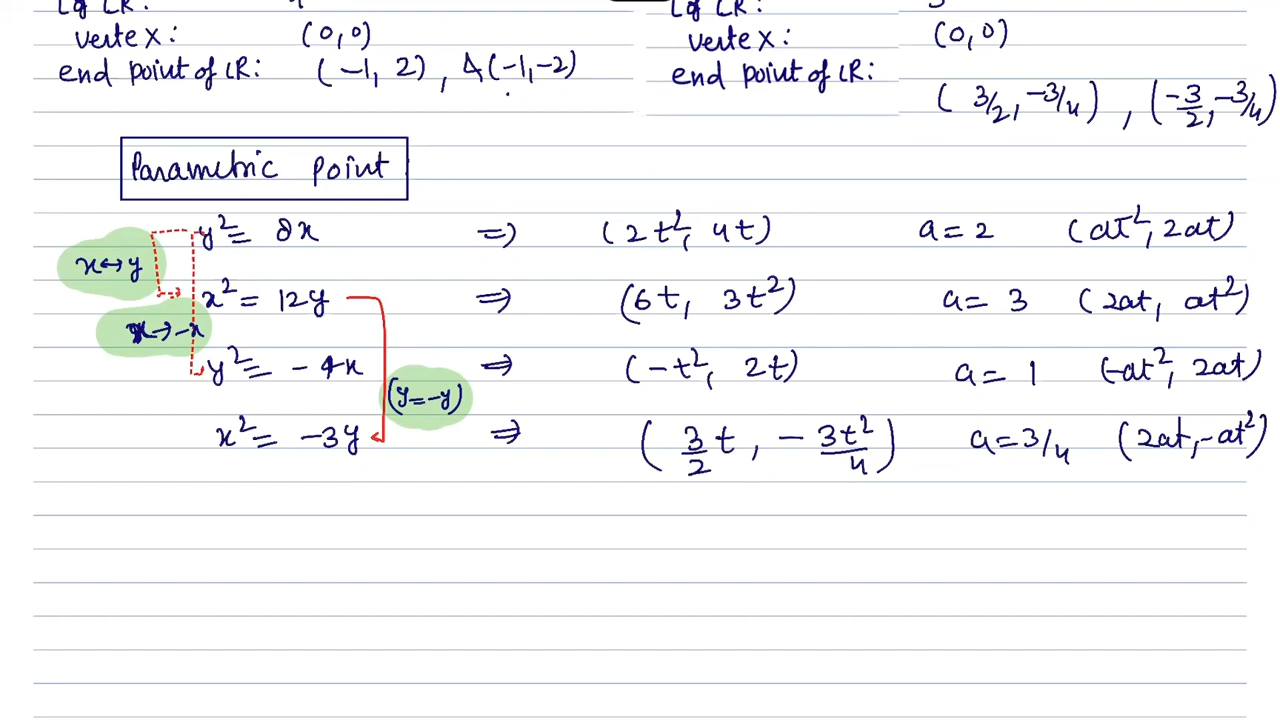 vertex: (0,0) vertex: (0,0)
end point of LR: (-1, 2), & (-1,-2) end point of LR:
(3/2, -3/4), (-3/2, -3/4)
Parametric point
y² = 8x ⇒ (2t², 4t) a = 2 (at², 2at)
x↔y
x² = 12y ⇒ (6t, 3t²) a = 3 (2at, at²)
x→-x
y² = -4x ⇒ (-t², 2t) a = 1 (-at², 2at)
(y=-y)
x² = -3y ⇒ (3/2 t, -3t²/4) a = 3/4 (2at, -at²)